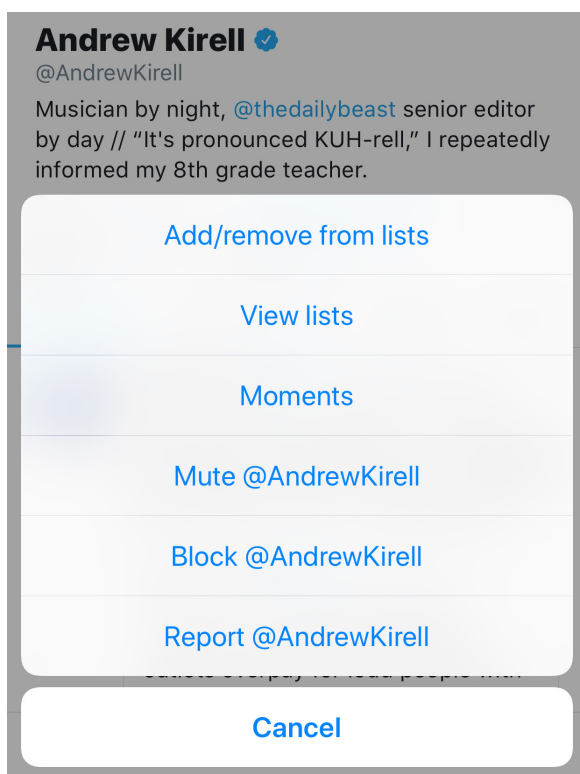 Andrew Kirell
@AndrewKirell
Musician by night, @thedailybeast senior editor
by day // “It's pronounced KUH-rell,” I repeatedly
informed my 8th grade teacher.
Add/remove from lists
View lists
Moments
Mute @AndrewKirell
Block @AndrewKirell
Report @AndrewKirell
Cancel